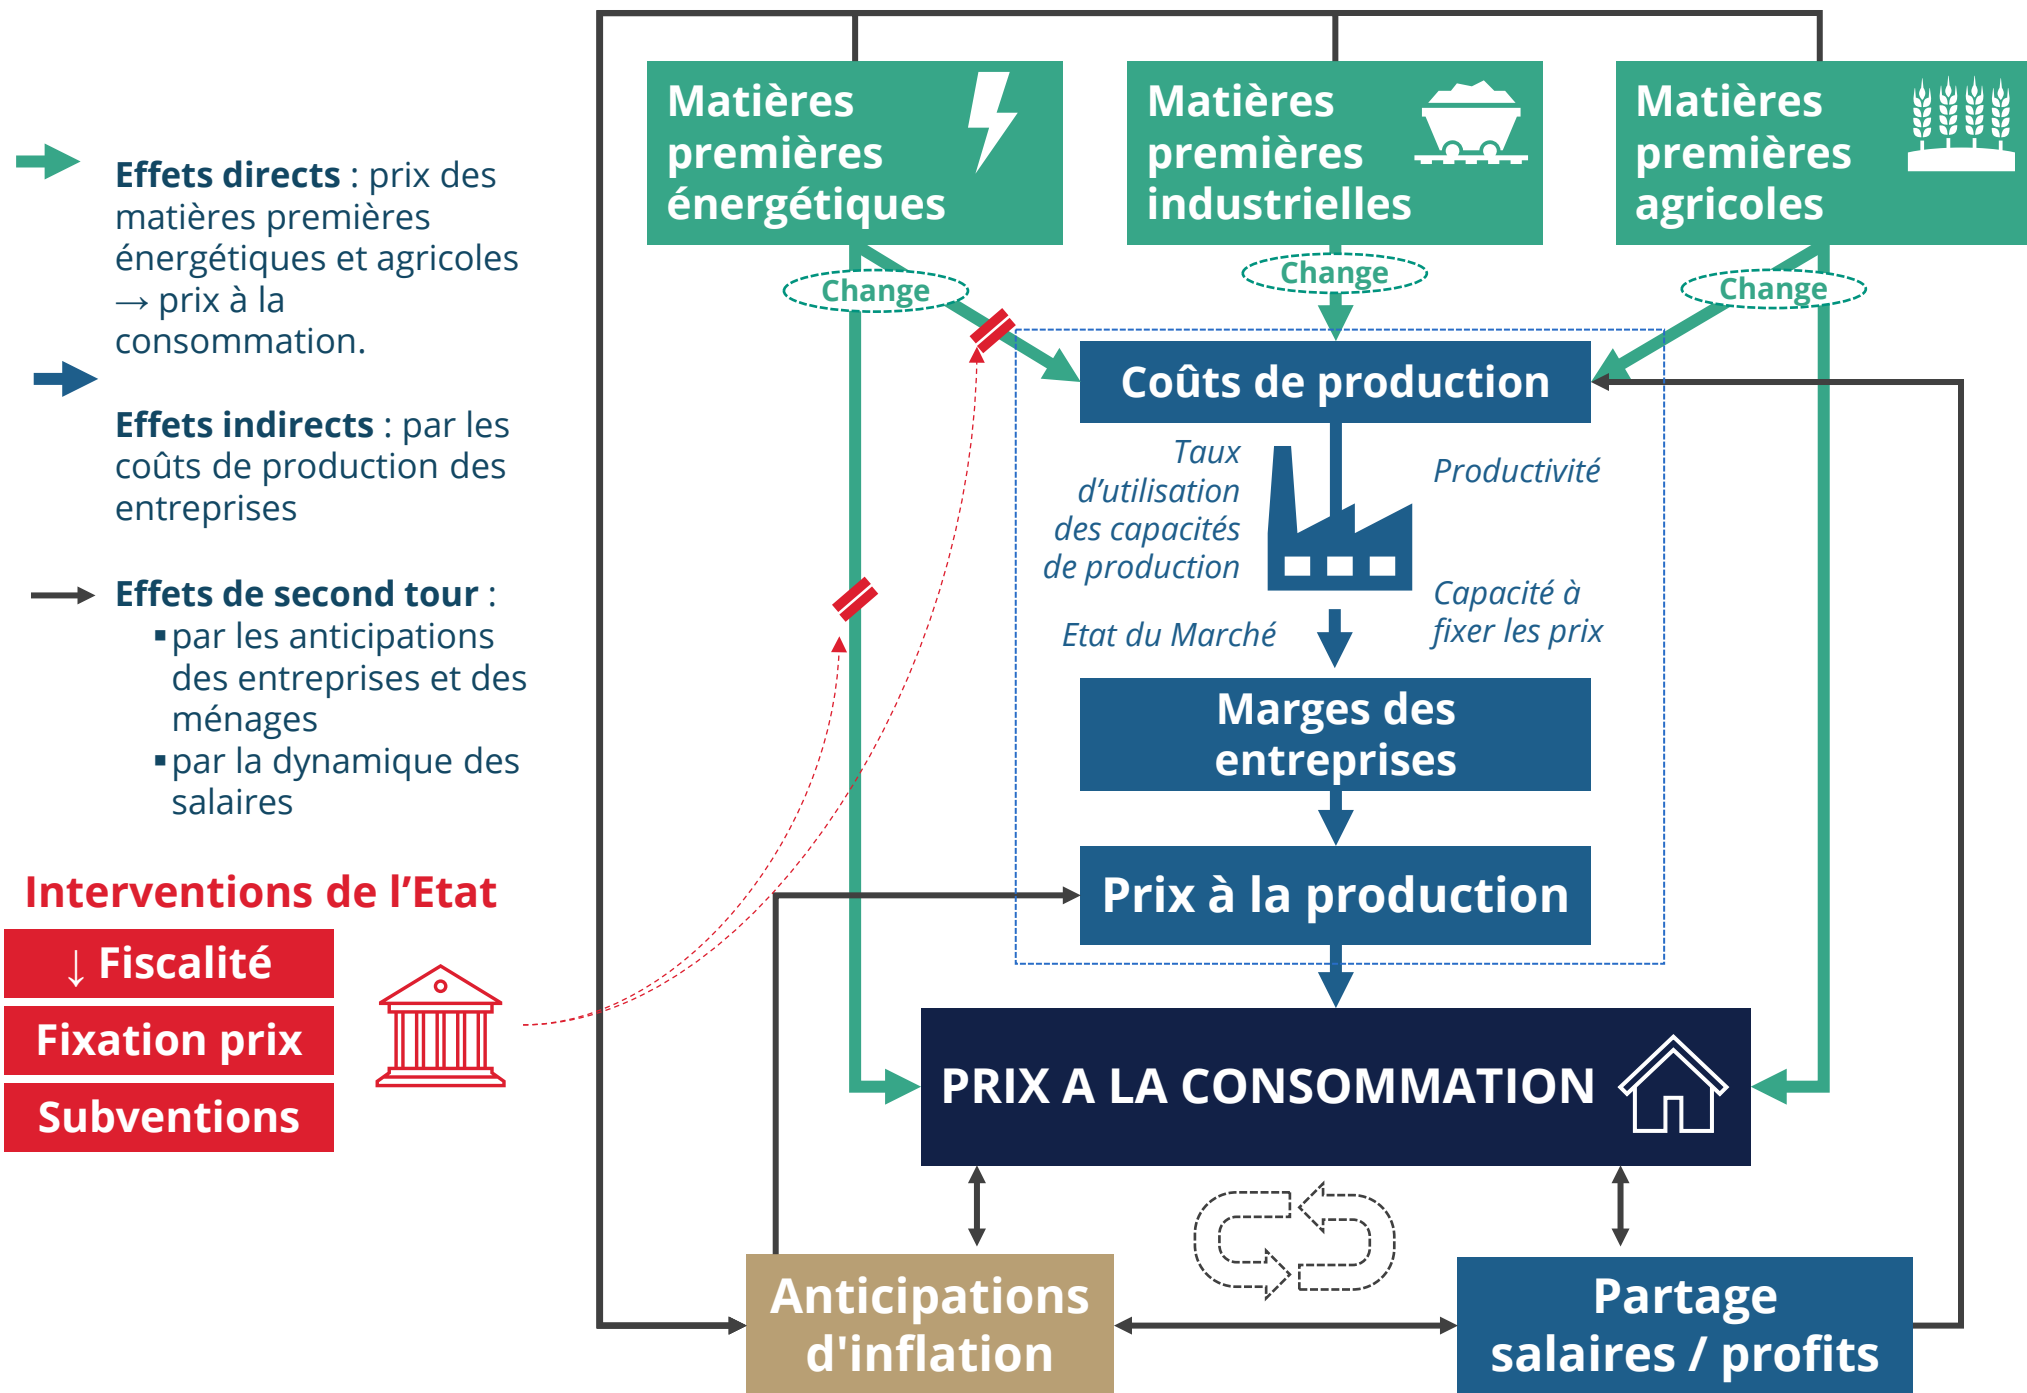 Effets directs : prix des
matières premières
énergétiques et agricoles
→ prix à la
consommation.
Effets indirects : par les
coûts de production des
entreprises
Effets de second tour :
▪ par les anticipations
des entreprises et des
ménages
▪ par la dynamique des
salaires
Interventions de l’Etat
↓ Fiscalité
Fixation prix
Subventions
Matières
premières
énergétiques
Matières
premières
industrielles
Matières
premières
agricoles
Change
Change
Change
Coûts de production
Taux
d’utilisation
des capacités
de production
Productivité
Etat du Marché
Capacité à
fixer les prix
Marges des
entreprises
Prix à la production
PRIX A LA CONSOMMATION
Anticipations
d'inflation
Partage
salaires / profits